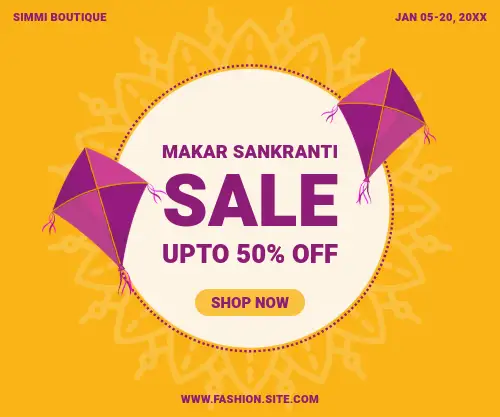 SIMMI BOUTIQUE
JAN 05-20, 20XX
MAKAR SANKRANTI
SALE
UPTO 50% OFF
SHOP NOW
WWW.FASHION.SITE.COM